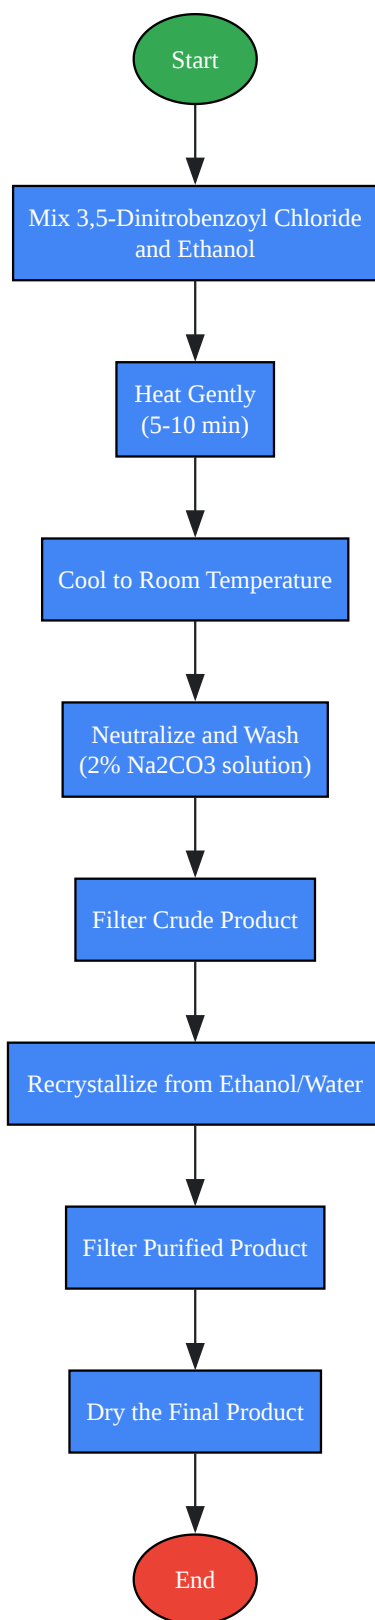 Start
Mix 3,5-Dinitrobenzoyl Chloride
and Ethanol
Heat Gently
(5-10 min)
Cool to Room Temperature
Neutralize and Wash
(2% Na2CO3 solution)
Filter Crude Product
Recrystallize from Ethanol/Water
Filter Purified Product
Dry the Final Product
End